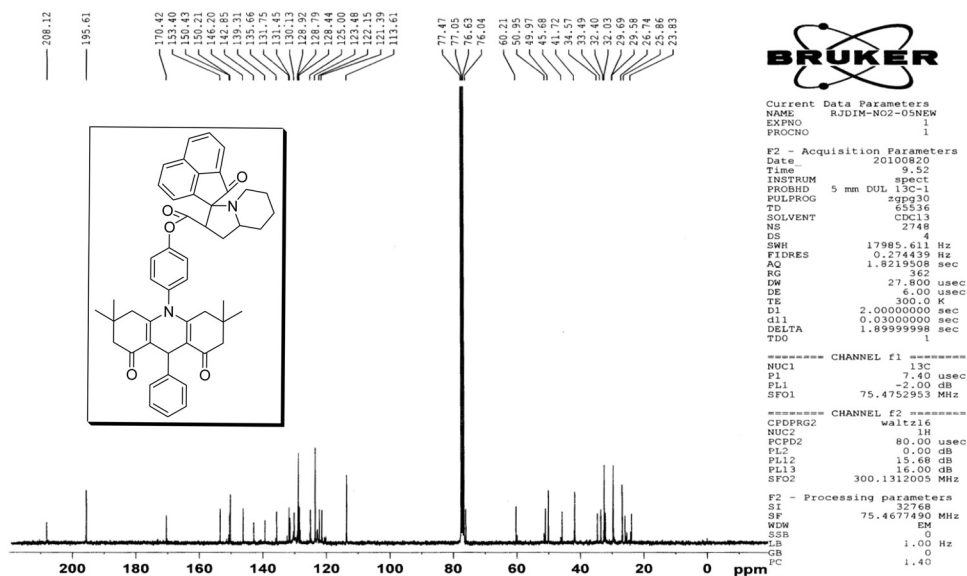 208.12
195.61
170.42
153.40
150.43
150.21
146.20
142.85
139.31
135.66
131.75
131.45
130.13
128.92
128.79
128.44
125.00
123.48
122.15
121.39
113.61
77.47
77.05
76.63
76.04
60.21
50.95
49.97
45.68
41.72
34.57
33.49
32.40
32.03
29.69
29.58
26.74
25.86
23.83
BRUKER
Current Data Parameters
NAME RJDIM-NO2-05NEW
EXPNO 1
PROCNO 1
F2 - Acquisition Parameters
Date_ 20100820
Time 9.52
INSTRUM spect
PROBHD 5 mm DUL 13C-1
PULPROG zgpg30
TD 65536
SOLVENT CDCl3
NS 2748
DS 4
SWH 17985.611 Hz
FIDRES 0.274439 Hz
AQ 1.8219508 sec
RG 362
DW 27.800 usec
DE 6.00 usec
TE 300.0 K
D1 2.00000000 sec
d11 0.03000000 sec
DELTA 1.89999998 sec
TD0 1
======== CHANNEL f1 ========
NUC1 13C
P1 7.40 usec
PL1 -2.00 dB
SFO1 75.4752953 MHz
======== CHANNEL f2 ========
CPDPRG2 waltz16
NUC2 1H
PCPD2 80.00 usec
PL2 0.00 dB
PL12 15.68 dB
PL13 16.00 dB
SFO2 300.1312005 MHz
F2 - Processing parameters
SI 32768
SF 75.4677490 MHz
WDW EM
SSB 0
LB 1.00 Hz
GB 0
PC 1.40
O
N
O
O
N
O
O
200 180 160 140 120 100 80 60 40 20 0 ppm